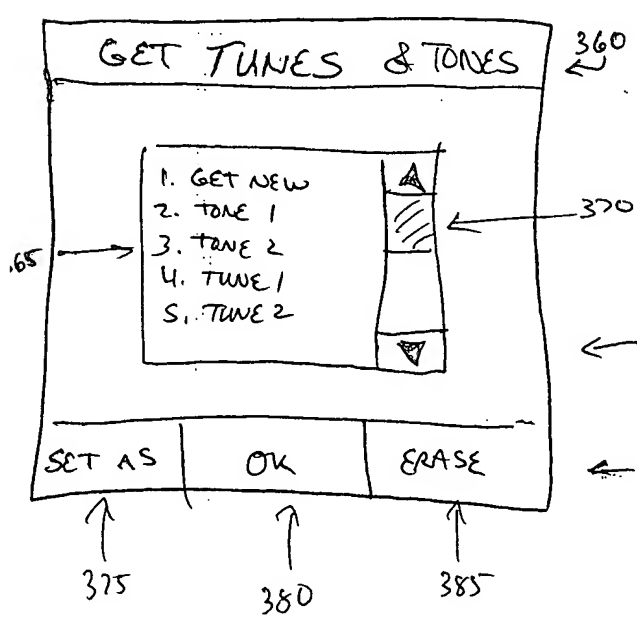 GET TUNES & TONES
360
1. GET NEW
2. TONE 1
370
3. TONE 2
.65
4. TUNE 1
5. TUNE 2
SET AS OK ERASE
375 380 385